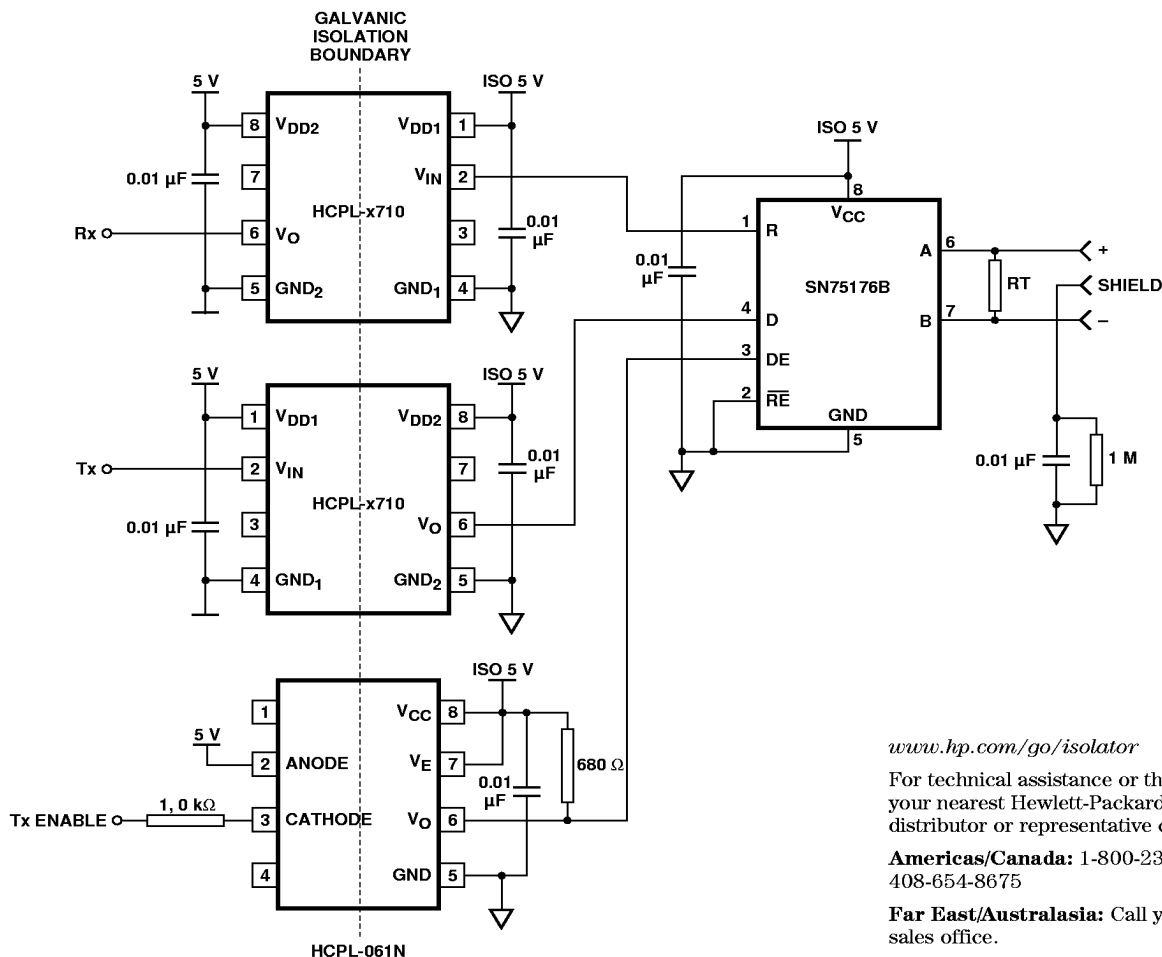 GALVANIC
ISOLATION
BOUNDARY
5 V
ISO 5 V
8 VDD2
VDD1 1
7
VIN 2
0.01 µF
HCPL-x710
Rx
6 VO
3
0.01
µF
5 GND2
GND1 4
ISO 5 V
8
VCC
1
R
0.01
µF
SN75176B
A
6
+
RT
SHIELD
4
D
B
7
–
3
DE
2
RE
GND
5
0.01 µF
1 M
5 V
ISO 5 V
1 VDD1
VDD2 8
Tx
2 VIN
7
0.01
µF
HCPL-x710
0.01 µF
3
VO 6
4 GND1
GND2 5
ISO 5 V
1
VCC 8
5 V
2 ANODE
VE 7
0.01
µF
680 Ω
Tx ENABLE
1, 0 kΩ
3 CATHODE
VO 6
4
GND 5
HCPL-061N
www.hp.com/go/isolator
For technical assistance or th
your nearest Hewlett-Packard
distributor or representative
Americas/Canada: 1-800-23
408-654-8675
Far East/Australasia: Call y
sales office.